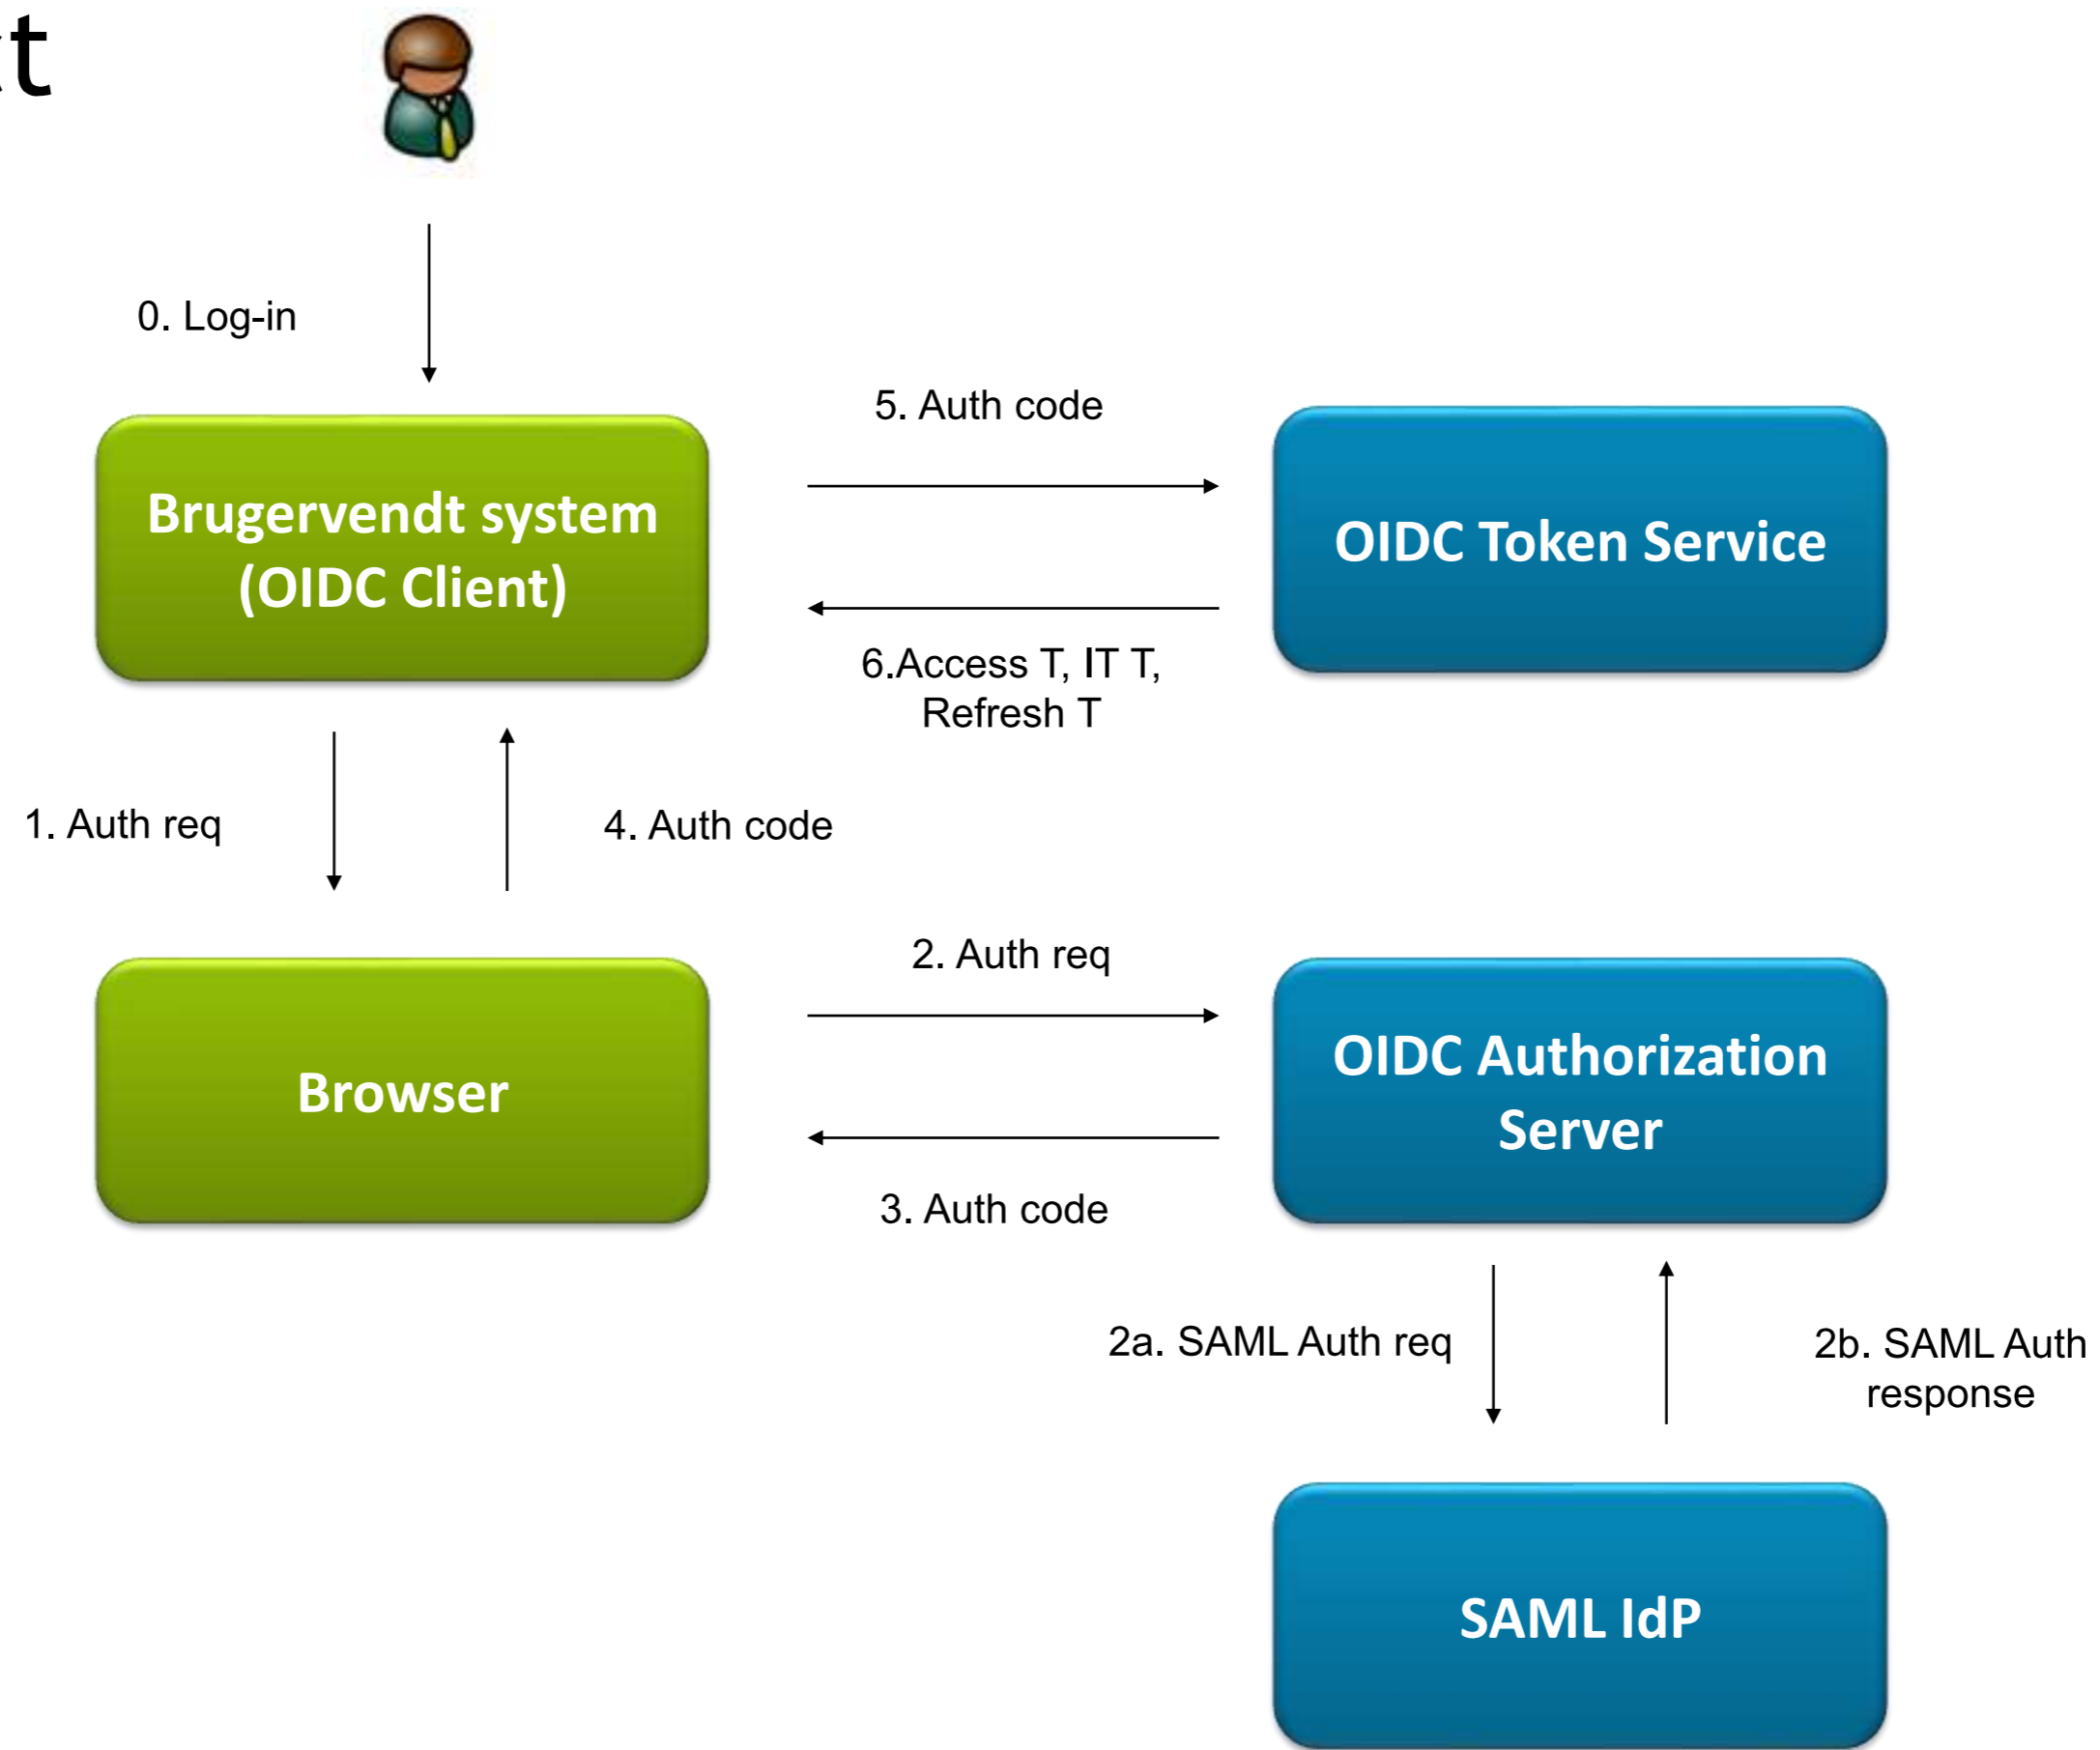 0. Log-in
5. Auth code
Brugervendt system
(OIDC Client)
OIDC Token Service
6.Access T, IT T,
Refresh T
1. Auth req
4. Auth code
2. Auth req
Browser
OIDC Authorization
Server
3. Auth code
2a. SAML Auth req
2b. SAML Auth
response
SAML IdP